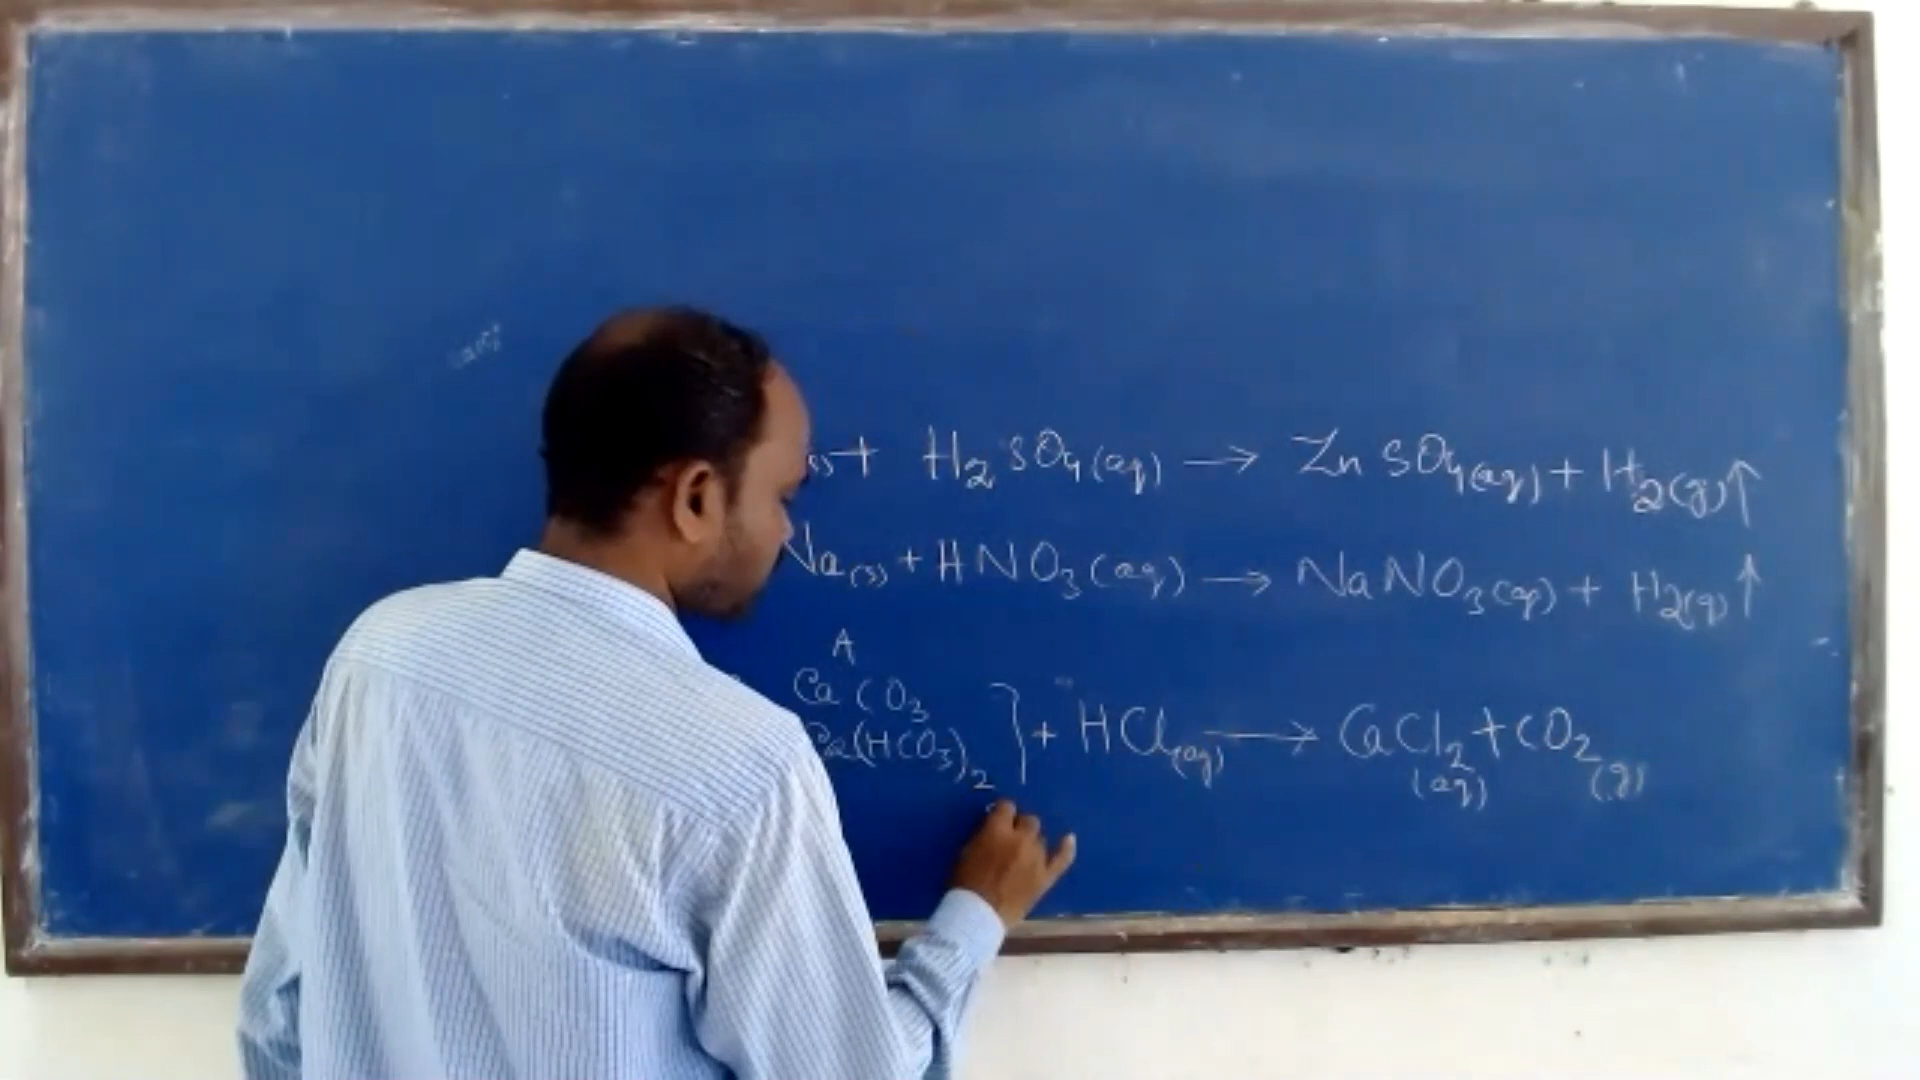 (s) + H2SO4(aq) → ZnSO4(aq) + H2(g)↑
Na(s) + HNO3(aq) → NaNO3(aq) + H2(g)↑
A
CaCO3
Ca(HCO3)2 } + HCl(aq) → CaCl2(aq) + CO2(g)